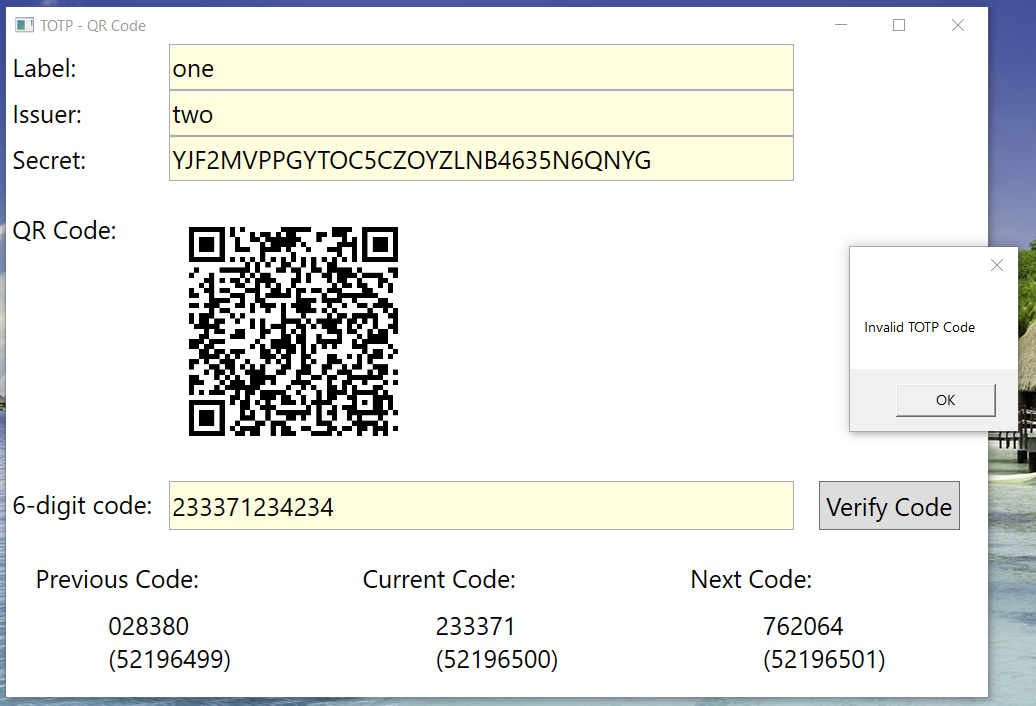 TOTP - QR Code
Label: one
Issuer: two
Secret: YJF2MVPPGYTOC5CZOYZLNB4635N6QNYG
QR Code:
Invalid TOTP Code
OK
6-digit code: 233371234234 Verify Code
Previous Code: Current Code: Next Code:
028380 233371 762064
(52196499) (52196500) (52196501)